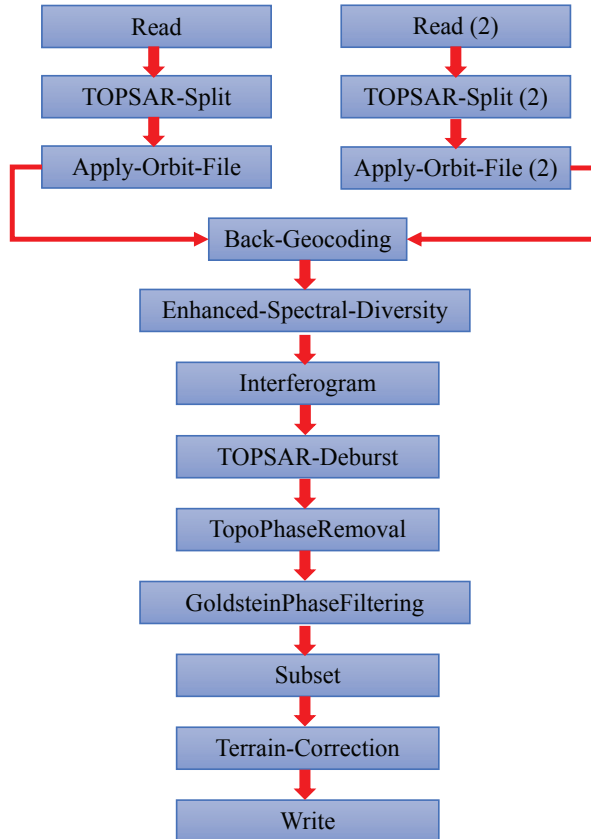 Read
Read (2)
TOPSAR-Split
TOPSAR-Split (2)
Apply-Orbit-File
Apply-Orbit-File (2)
Back-Geocoding
Enhanced-Spectral-Diversity
Interferogram
TOPSAR-Deburst
TopoPhaseRemoval
GoldsteinPhaseFiltering
Subset
Terrain-Correction
Write